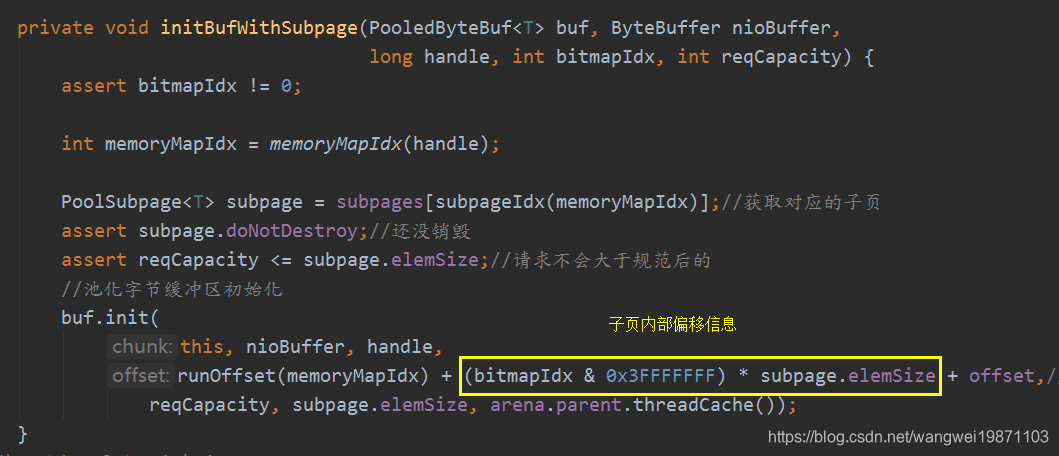 private void initBufWithSubpage(PooledByteBuf<T> buf, ByteBuffer nioBuffer,
long handle, int bitmapIdx, int reqCapacity) {
assert bitmapIdx != 0;
int memoryMapIdx = memoryMapIdx(handle);
PoolSubpage<T> subpage = subpages[subpageIdx(memoryMapIdx)];//获取对应的子页
assert subpage.doNotDestroy;//还没销毁
assert reqCapacity <= subpage.elemSize;//请求不会大于规范后的
//池化字节缓冲区初始化
buf.init(
子页内部偏移信息
chunk: this, nioBuffer, handle,
offset: runOffset(memoryMapIdx) + (bitmapIdx & 0x3FFFFFFF) * subpage.elemSize + offset,/
reqCapacity, subpage.elemSize, arena.parent.threadCache());
}
https://blog.csdn.net/wangwei19871103